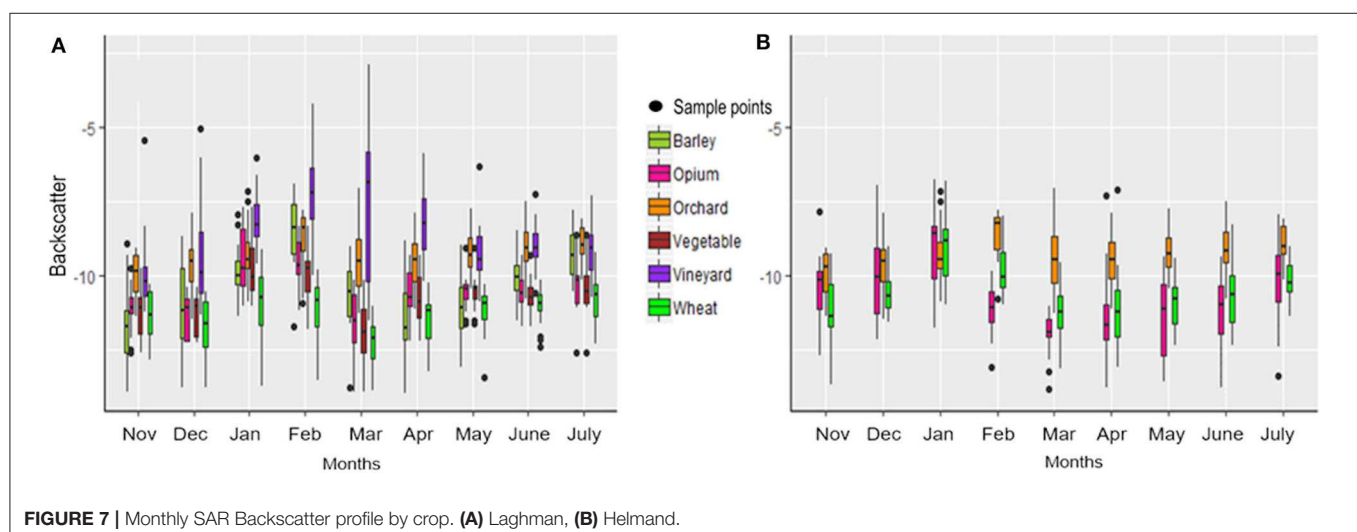 A
B
Backscatter
-5
-10
Nov Dec Jan Feb Mar Apr May June July
Months
Sample points
Barley
Opium
Orchard
Vegetable
Vineyard
Wheat
-5
-10
Nov Dec Jan Feb Mar Apr May June July
Months
FIGURE 7 | Monthly SAR Backscatter profile by crop. (A) Laghman, (B) Helmand.